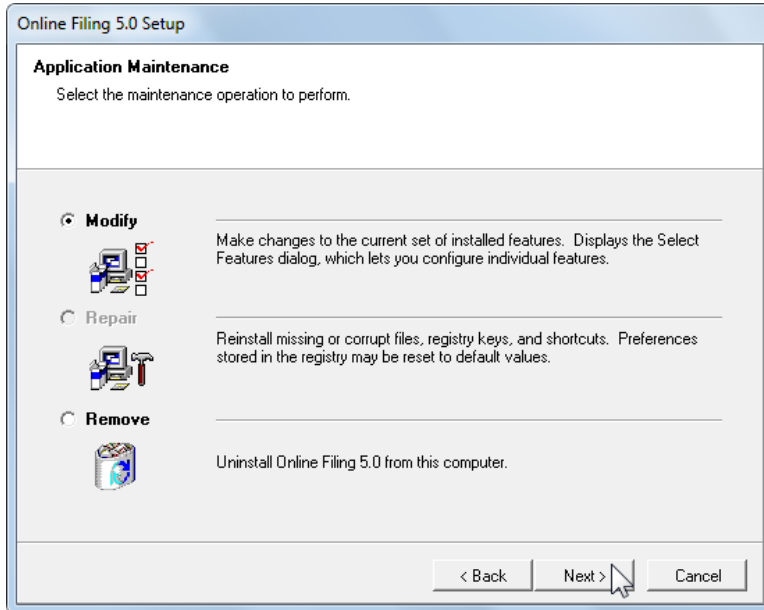 Online Filing 5.0 Setup
Application Maintenance
Select the maintenance operation to perform.
Modify
Make changes to the current set of installed features.  Displays the Select
Features dialog, which lets you configure individual features.
Repair
Reinstall missing or corrupt files, registry keys, and shortcuts.  Preferences
stored in the registry may be reset to default values.
Remove
Uninstall Online Filing 5.0 from this computer.
< Back   Next >   Cancel